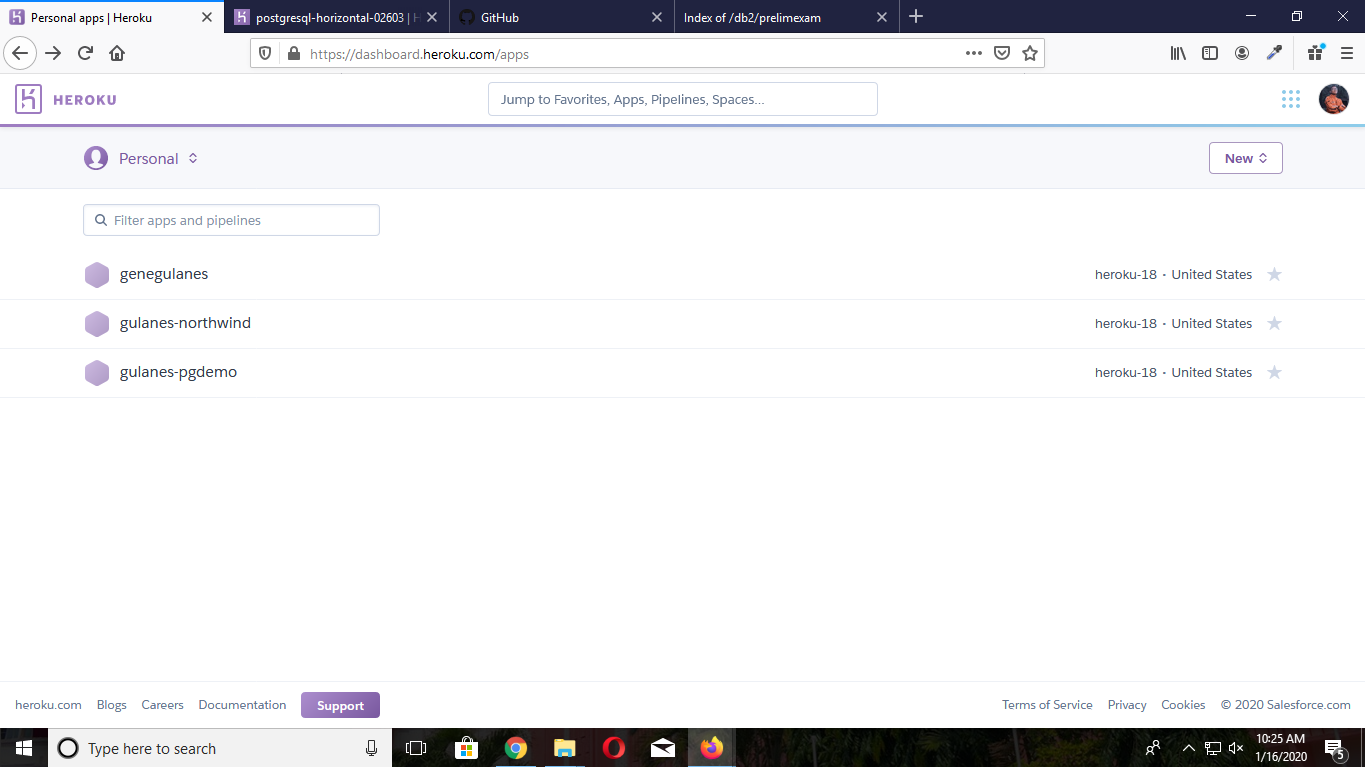 Personal apps | Heroku
postgresql-horizontal-02603 | H
GitHub
Index of /db2/prelimexam
https://dashboard.heroku.com/apps
HEROKU
Jump to Favorites, Apps, Pipelines, Spaces...
Personal
New
Filter apps and pipelines
genegulanes
heroku-18 · United States
gulanes-northwind
heroku-18 · United States
gulanes-pgdemo
heroku-18 · United States
heroku.com Blogs Careers Documentation Support Terms of Service Privacy Cookies © 2020 Salesforce.com
Type here to search
10:25 AM
1/16/2020
5